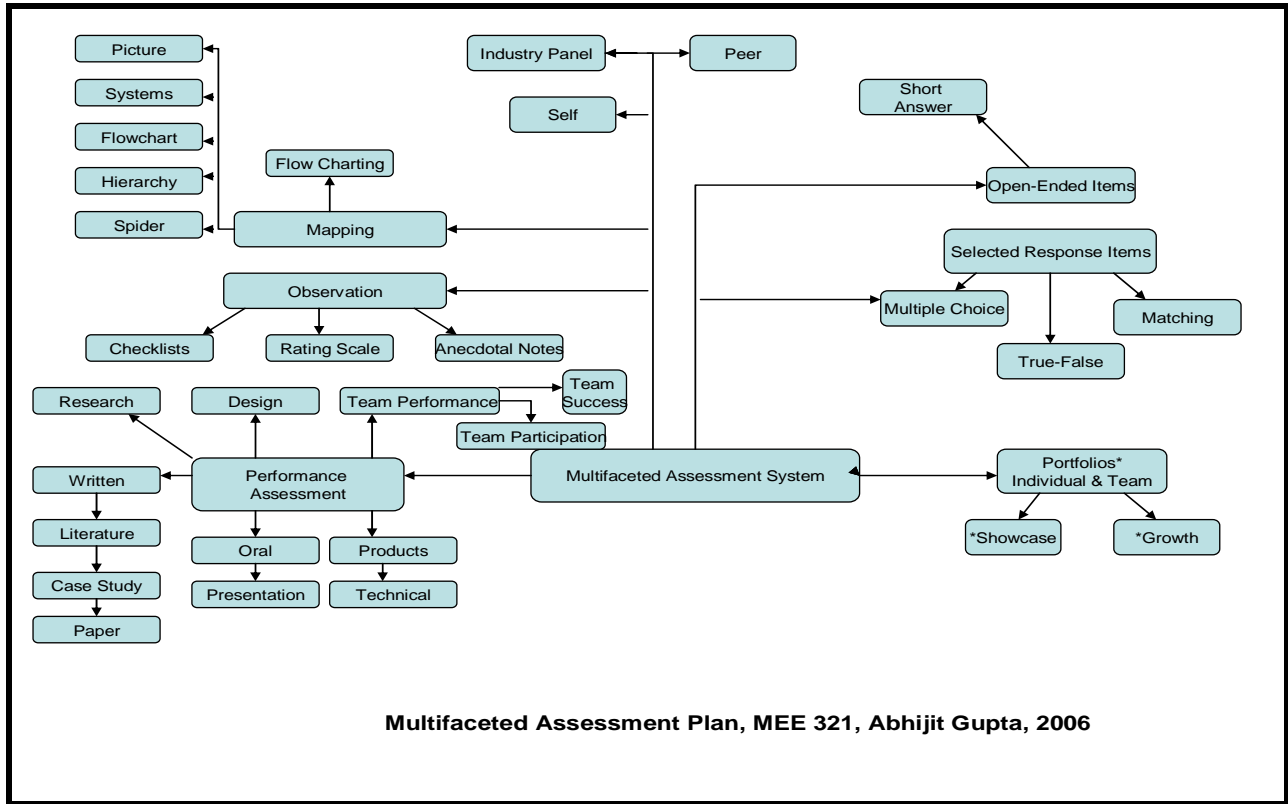 Picture
Systems
Flowchart
Hierarchy
Spider
Flow Charting
Mapping
Industry Panel
Peer
Self
Short
Answer
Open-Ended Items
Selected Response Items
Multiple Choice
Matching
True-False
Observation
Checklists
Rating Scale
Anecdotal Notes
Research
Design
Team Performance
Team
Success
Team Participation
Written
Performance
Assessment
Multifaceted Assessment System
Portfolios*
Individual & Team
Literature
Oral
Products
*Showcase
*Growth
Case Study
Presentation
Technical
Paper
Multifaceted Assessment Plan, MEE 321, Abhijit Gupta, 2006